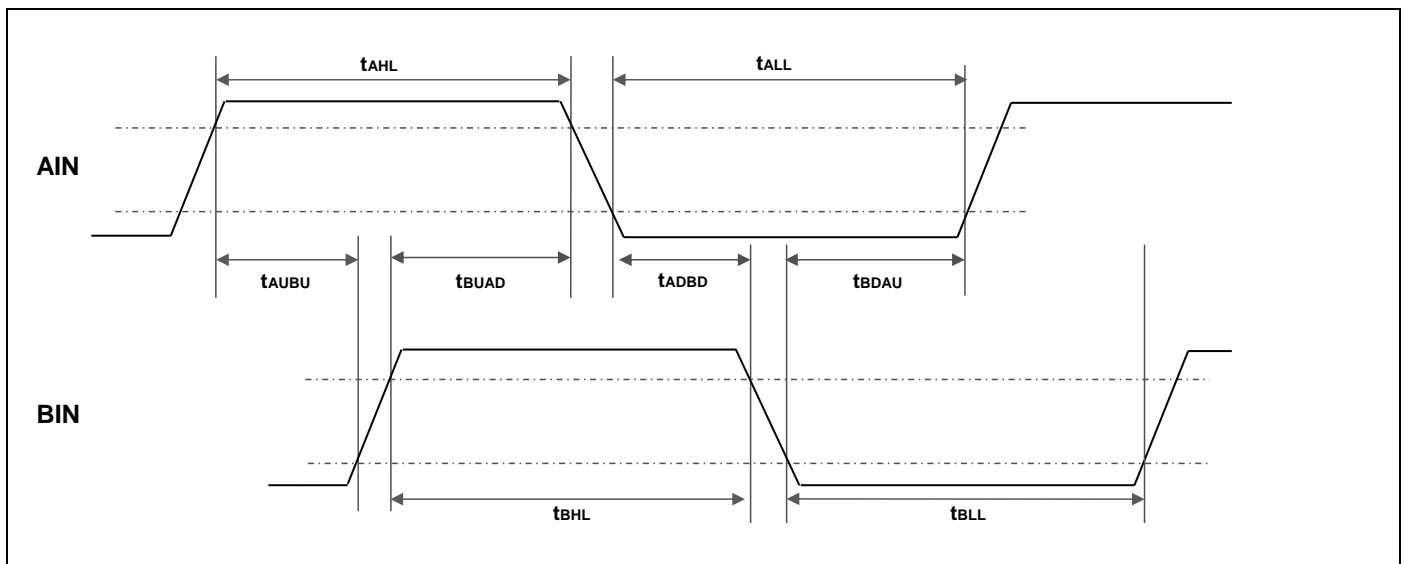 tAHL tALL
AIN
tAUBU tBUAD tADBD tBDAU
BIN
tBHL tBLL